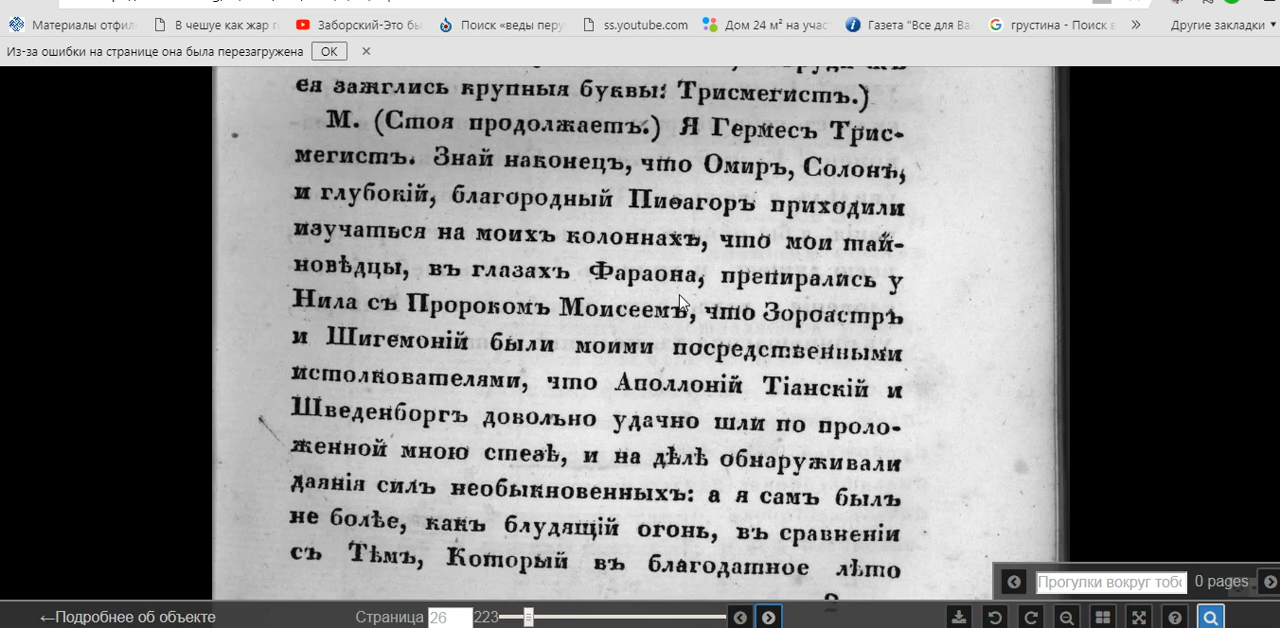 Материалы отфил
В чешуе как жар г
Заборский-Это бы
Поиск «веды перу
ss.youtube.com
Дом 24 м² на учас
Газета "Все для Ва
грустина - Поиск в
»
Другие закладки
Из-за ошибки на странице она была перезагружена
ОК
×
ея зажглись крупныя буквы: Трисмегистъ.)
М. (Стоя продолжаетъ.) Я Гермесъ Трис-
мегистъ. Знай наконецъ, что Омиръ, Солонъ,
и глубокій, благородный Пиѳагоръ приходили
изучаться на моихъ колоннахъ, что мои тай-
новѣдцы, въ глазахъ Фараона, препирались у
Нила съ Пророкомъ Моисеемъ, что Зороастръ
и Шигемоній были моими посредственными
истолкователями, что Аполлоній Тіанскій и
Шведенборгъ довольно удачно шли по проло-
женной мною стезѣ, и на дѣлѣ обнаруживали
даянія силъ необыкновенныхъ: а я самъ былъ
не болѣе, какъ блудящій огонь, въ сравненіи
съ Тѣмъ, Который въ благодатное лѣто
Прогулки вокруг тобо
0 pages
←Подробнее об объекте
Страница 26 223